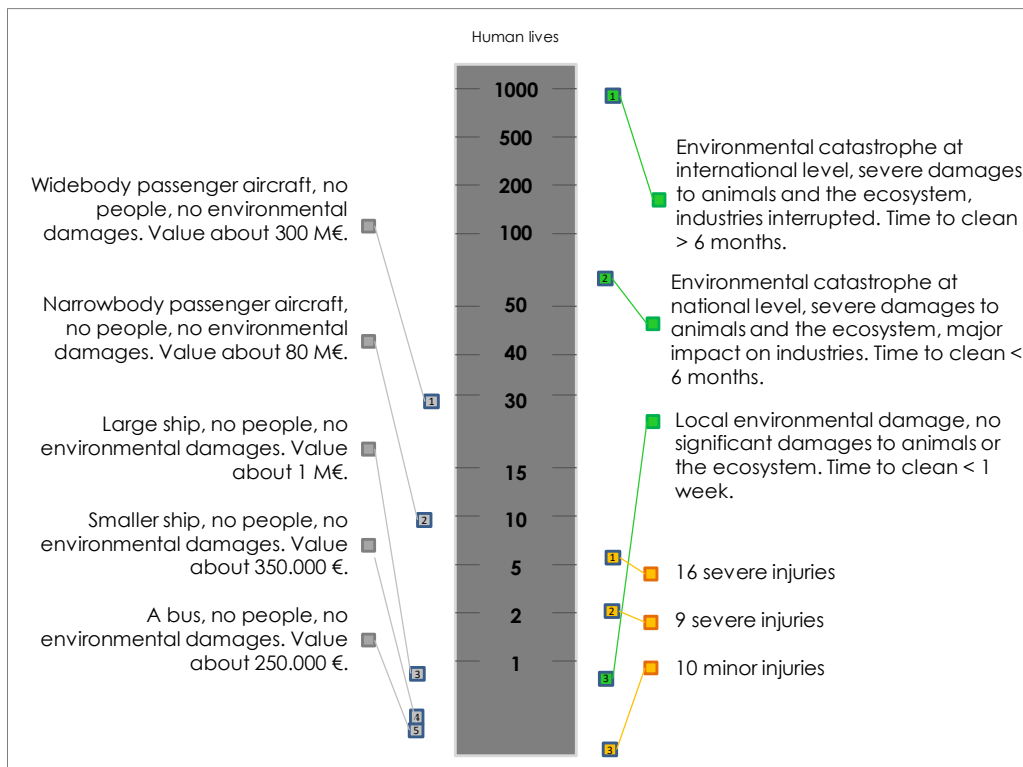 Human lives
1000
500
200
100
50
40
30
15
10
5
2
1
Widebody passenger aircraft, no
people, no environmental
damages. Value about 300 M€.
Narrowbody passenger aircraft,
no people, no environmental
damages. Value about 80 M€.
Large ship, no people, no
environmental damages. Value
about 1 M€.
Smaller ship, no people, no
environmental damages. Value
about 350.000 €.
A bus, no people, no
environmental damages. Value
about 250.000 €.
1
2
3
4
5
1
2
3
Environmental catastrophe at
international level, severe damages
to animals and the ecosystem,
industries interrupted. Time to clean
> 6 months.
Environmental catastrophe at
national level, severe damages to
animals and the ecosystem, major
impact on industries. Time to clean <
6 months.
Local environmental damage, no
significant damages to animals or
the ecosystem. Time to clean < 1
week.
1
2
3
16 severe injuries
9 severe injuries
10 minor injuries